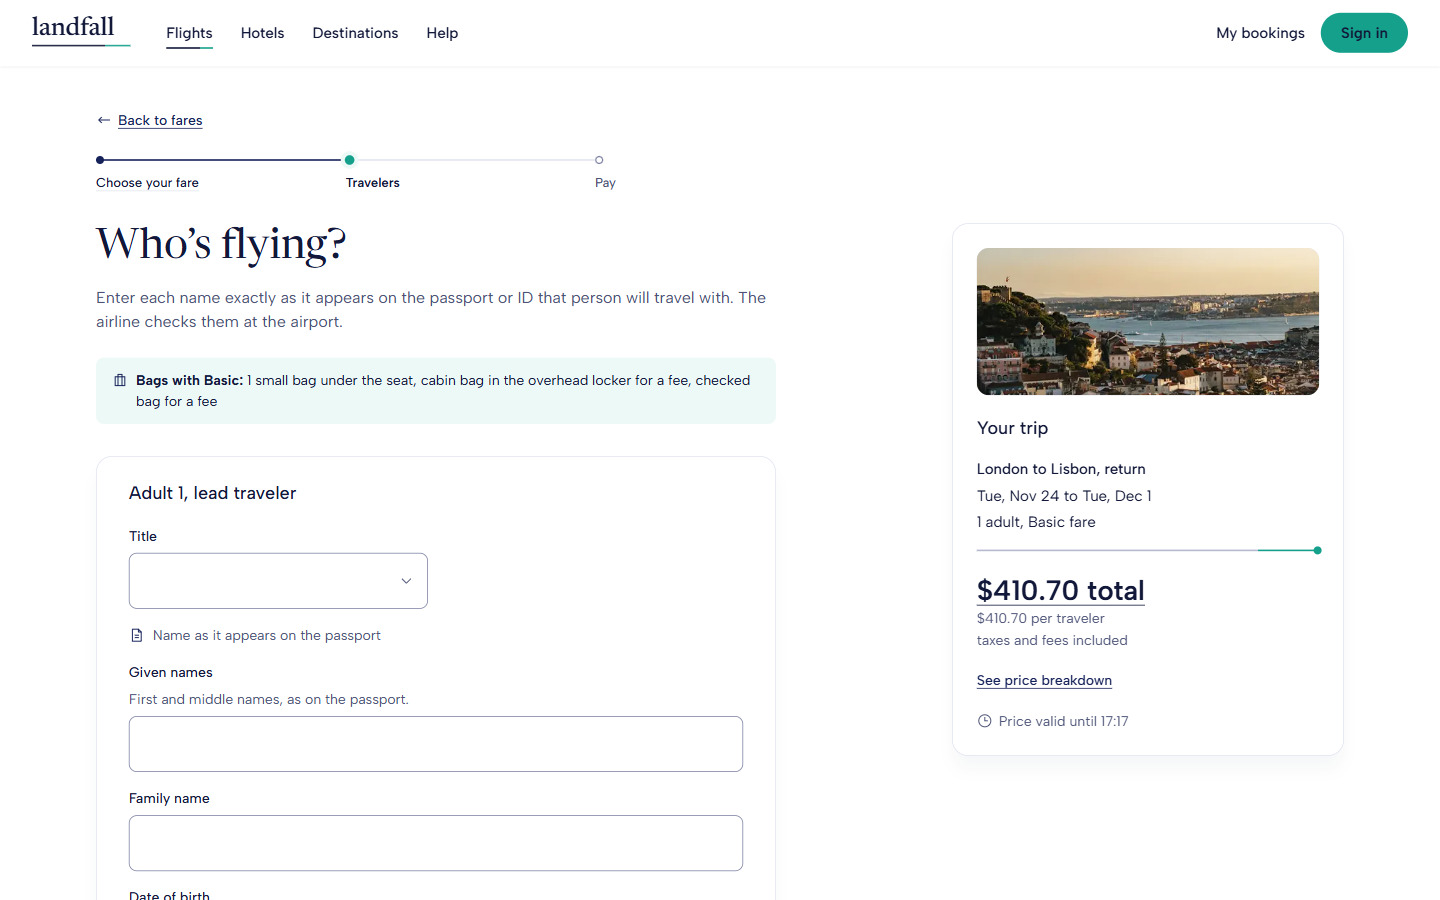 landfall
Flights
Hotels
Destinations
Help
My bookings
Sign in
← Back to fares
Choose your fare
Travelers
Pay
Who's flying?
Enter each name exactly as it appears on the passport or ID that person will travel with. The
airline checks them at the airport.
Bags with Basic: 1 small bag under the seat, cabin bag in the overhead locker for a fee, checked
bag for a fee
Adult 1, lead traveler
Title
Name as it appears on the passport
Given names
First and middle names, as on the passport.
Family name
Date of birth
Your trip
London to Lisbon, return
Tue, Nov 24 to Tue, Dec 1
1 adult, Basic fare
$410.70 total
$410.70 per traveler
taxes and fees included
See price breakdown
Price valid until 17:17